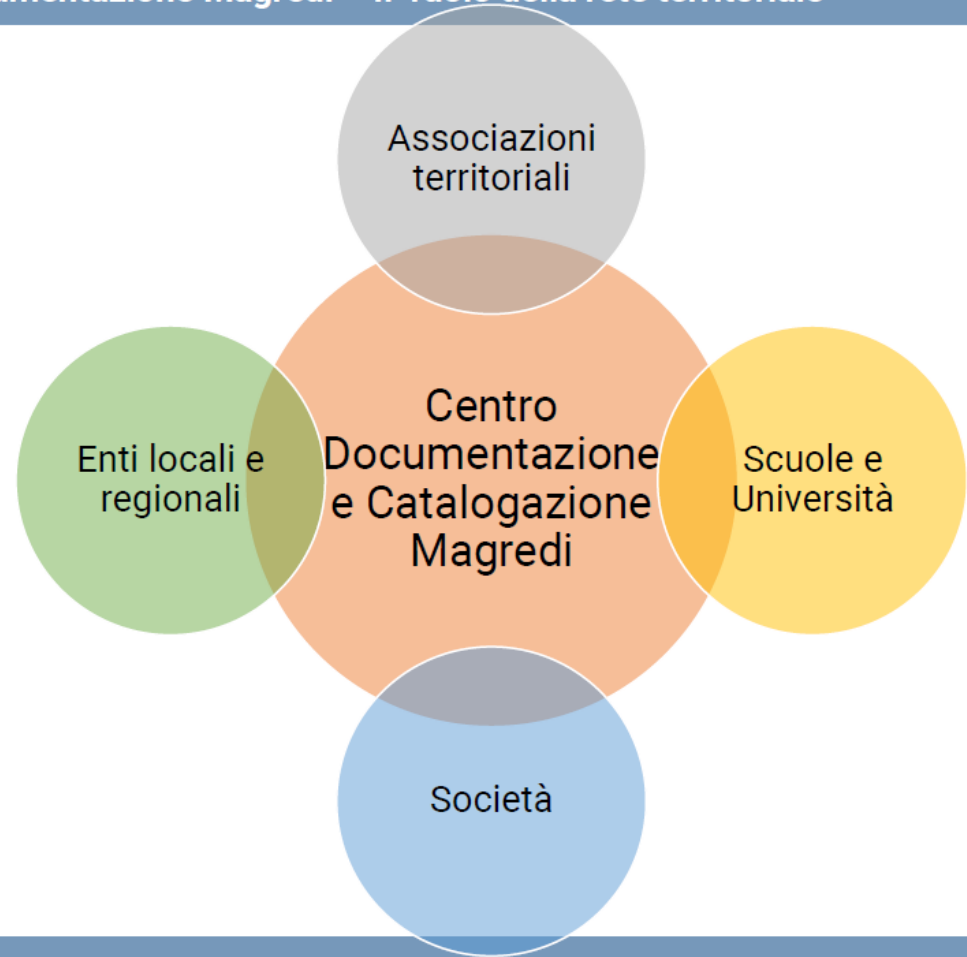 Associazioni
territoriali
Enti locali e
regionali
Centro
Documentazione
e Catalogazione
Magredi
Scuole e
Università
Società